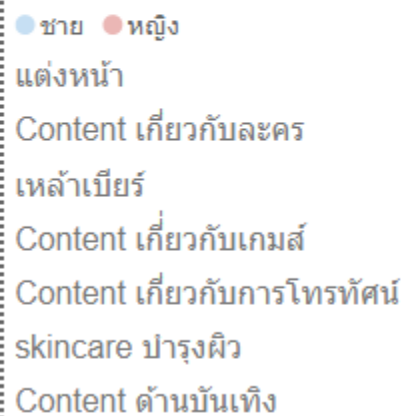 ชาย หญิง
แต่งหน้า
Content เกี่ยวกับละคร
เหล้าเบียร์
Content เกี่ยวกับเกมส์
Content เกี่ยวกับการโทรทัศน์
skincare บำรุงผิว
Content ด้านบันเทิง